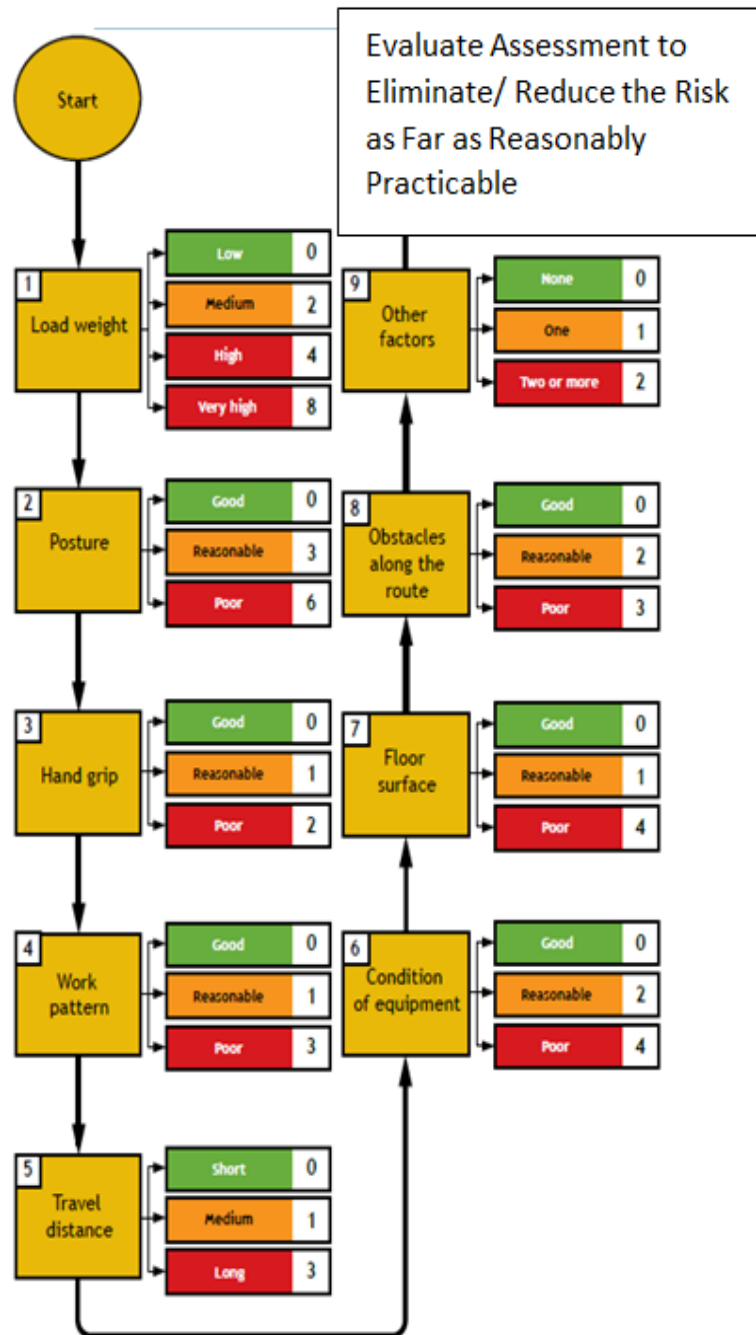 Start
1
Load weight
Low 0
Medium 2
High 4
Very high 8
2
Posture
Good 0
Reasonable 3
Poor 6
3
Hand grip
Good 0
Reasonable 1
Poor 2
4
Work
pattern
Good 0
Reasonable 1
Poor 3
5
Travel
distance
Short 0
Medium 1
Long 3
6
Condition
of equipment
Good 0
Reasonable 2
Poor 4
7
Floor
surface
Good 0
Reasonable 1
Poor 4
8
Obstacles
along the
route
Good 0
Reasonable 2
Poor 3
9
Other
factors
None 0
One 1
Two or more 2
Evaluate Assessment to
Eliminate/ Reduce the Risk
as Far as Reasonably
Practicable